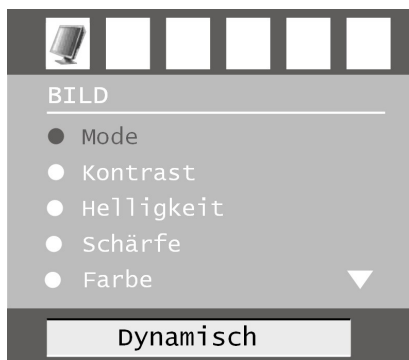 BILD
Mode
Kontrast
Helligkeit
Schärfe
Farbe
Dynamisch